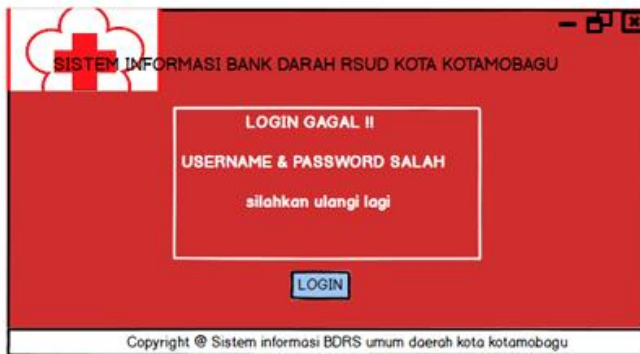 SISTEM INFORMASI BANK DARAH RSUD KOTA KOTAMOBAGU
LOGIN GAGAL !!
USERNAME & PASSWORD SALAH
silahkan ulangi lagi
LOGIN
Copyright @ Sistem informasi BDRS umum daerah kota kotamobagu